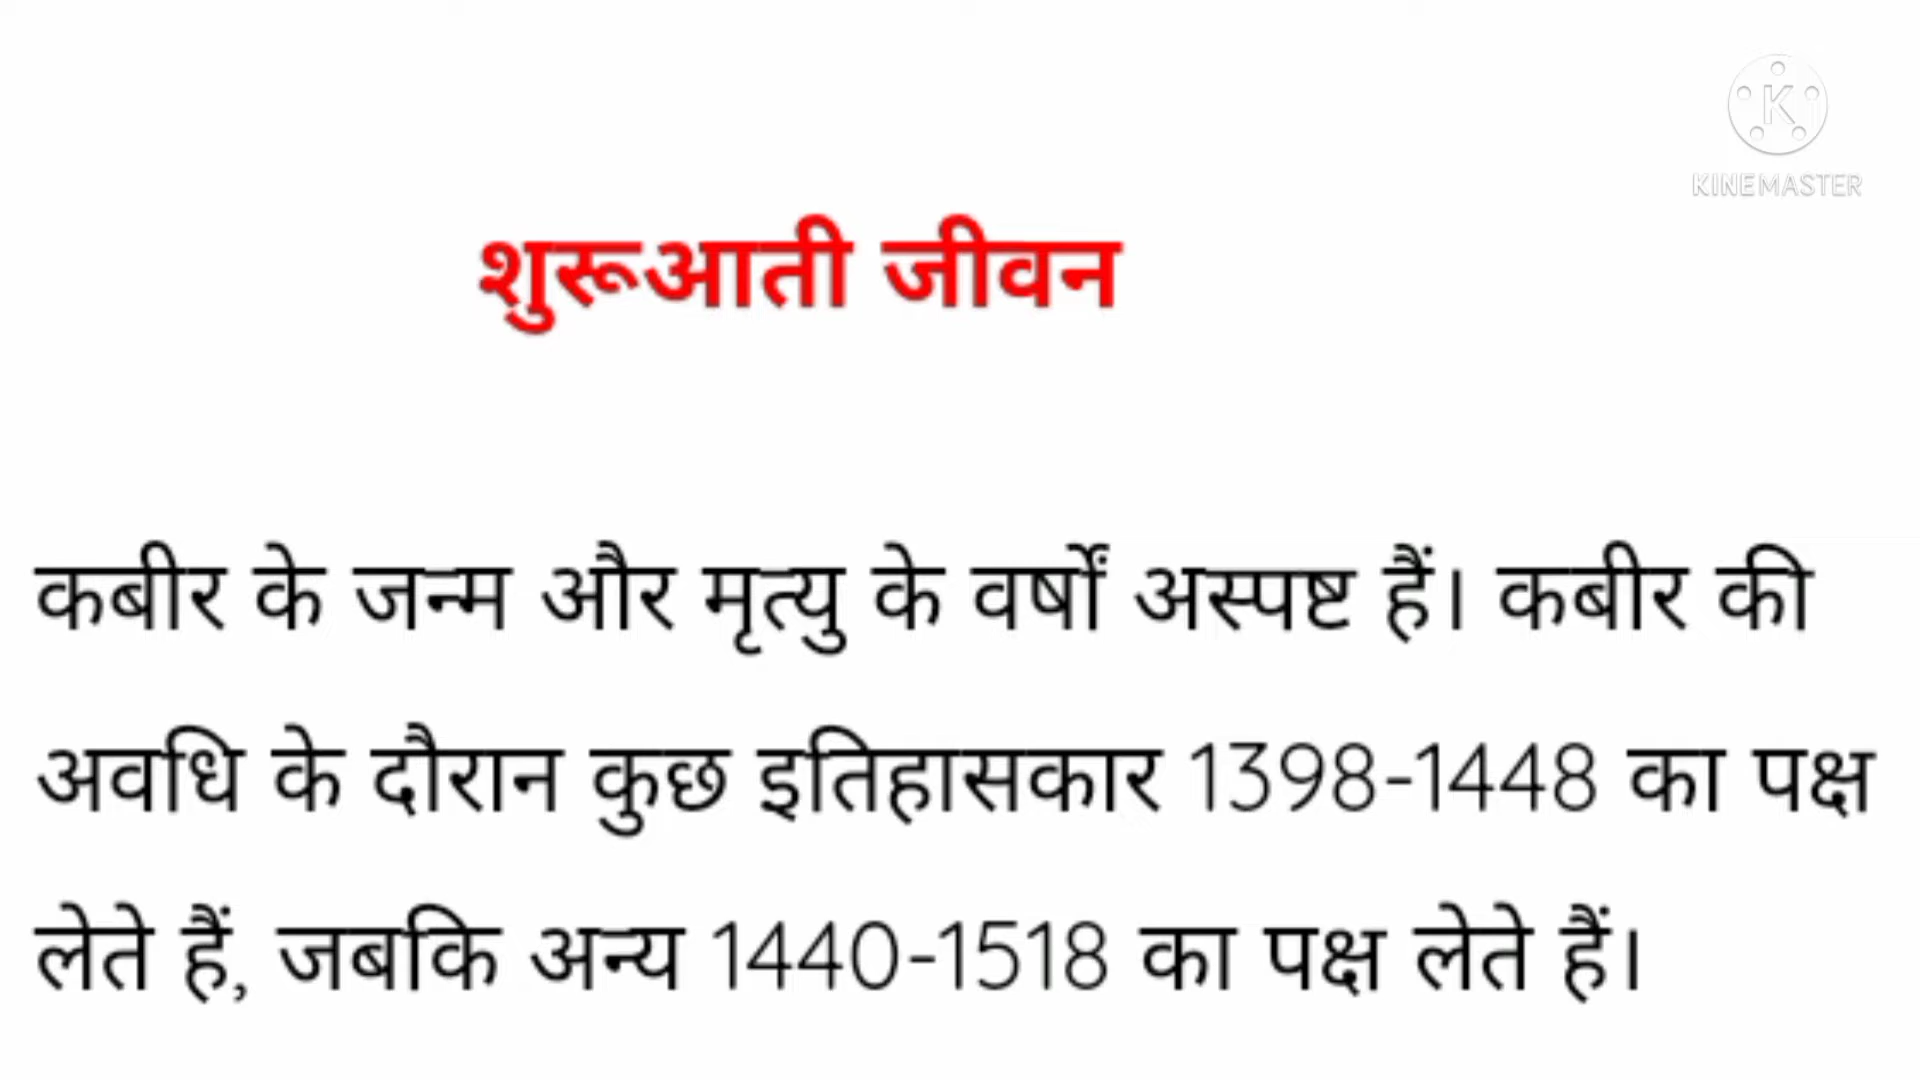 KINEMASTER
शुरूआती जीवन
कबीर के जन्म और मृत्यु के वर्षों अस्पष्ट हैं। कबीर की
अवधि के दौरान कुछ इतिहासकार 1398-1448 का पक्ष
लेते हैं, जबकि अन्य 1440-1518 का पक्ष लेते हैं।